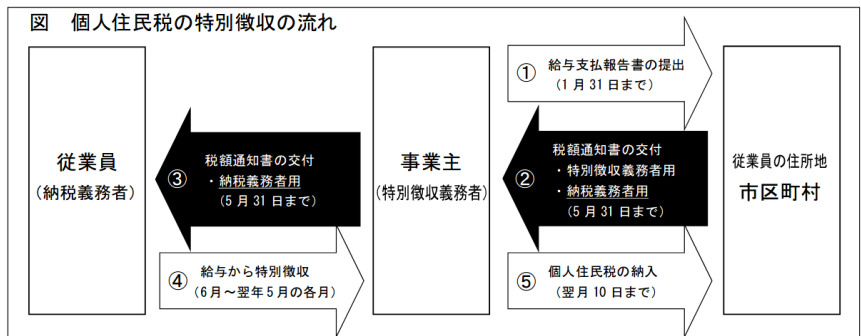 図 個人住民税の特別徴収の流れ
従業員
（納税義務者）
③
税額通知書の交付
・納税義務者用
（5月31日まで）
④
給与から特別徴収
（6月～翌年5月の各月）
事業主
（特別徴収義務者）
①
給与支払報告書の提出
（1月31日まで）
②
税額通知書の交付
・特別徴収義務者用
・納税義務者用
（5月31日まで）
⑤
個人住民税の納入
（翌月10日まで）
従業員の住所地
市区町村